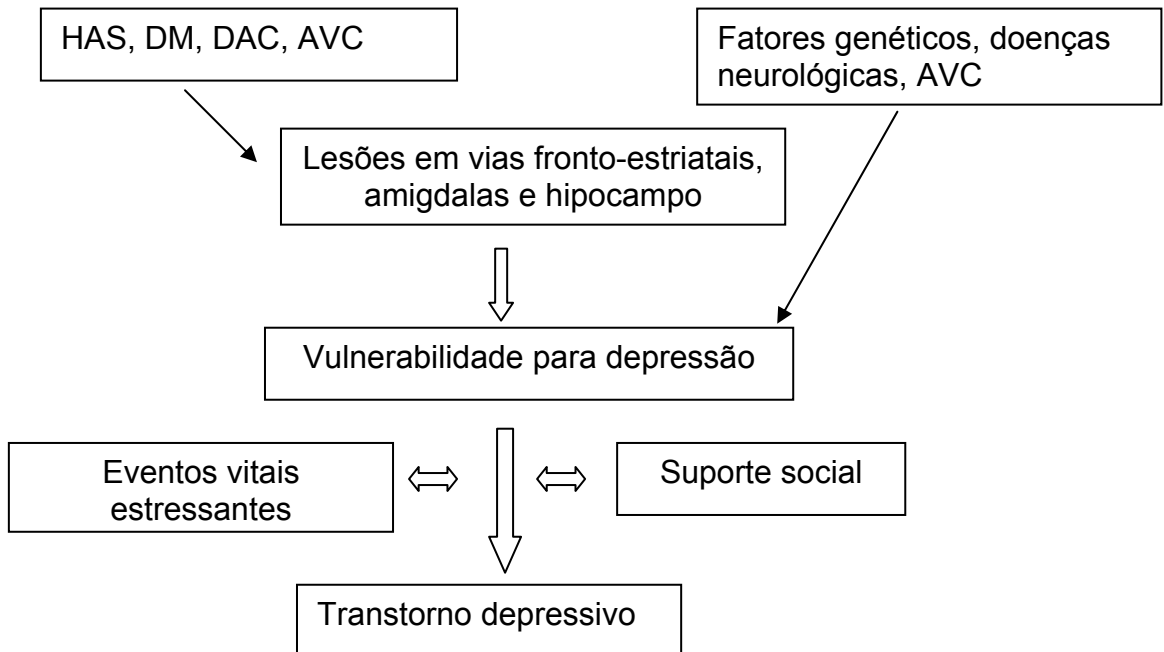 HAS, DM, DAC, AVC
Fatores genéticos, doenças
neurológicas, AVC
Lesões em vias fronto-estriatais,
amigdalas e hipocampo
Vulnerabilidade para depressão
Eventos vitais
estressantes
Suporte social
Transtorno depressivo